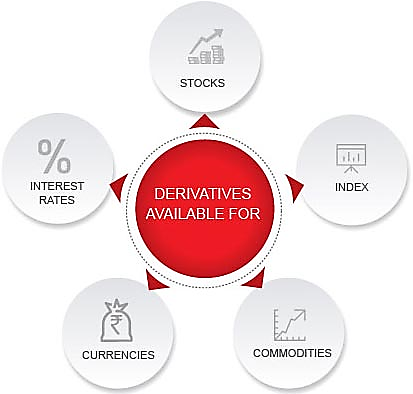 STOCKS
%
INTEREST
RATES
DERIVATIVES
AVAILABLE FOR
INDEX
₹
CURRENCIES
COMMODITIES